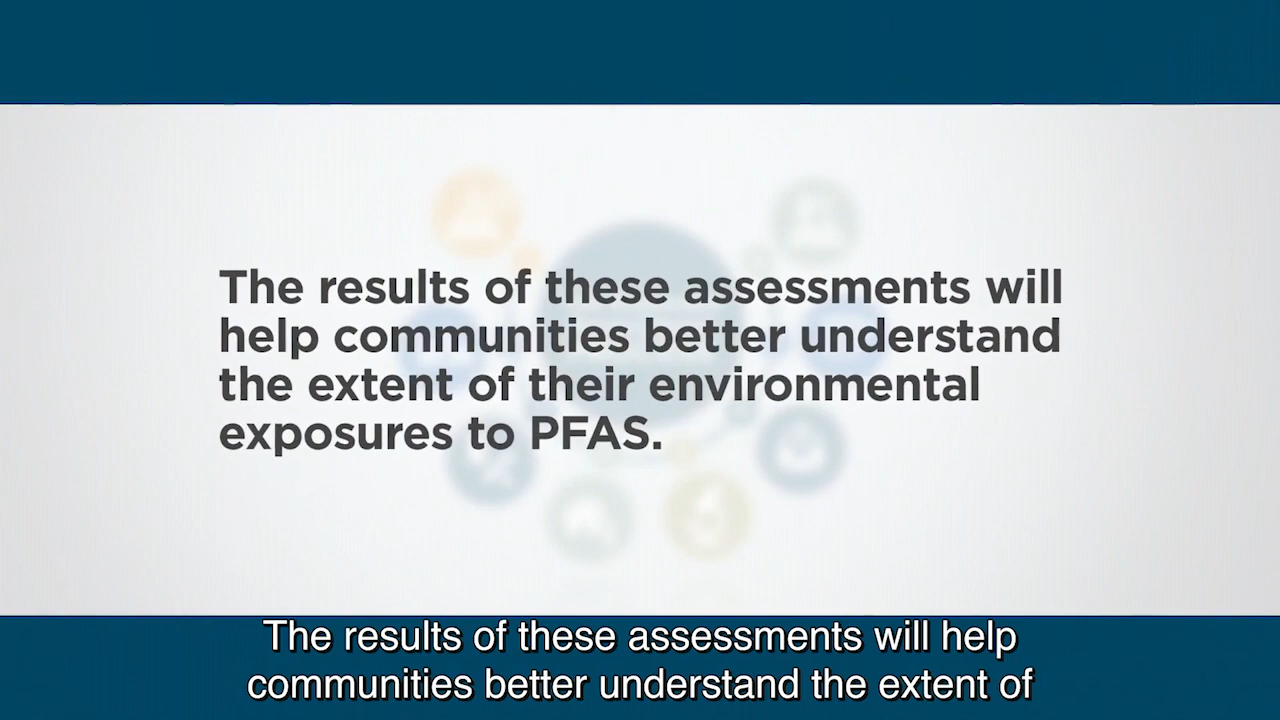 The results of these assessments will
help communities better understand
the extent of their environmental
exposures to PFAS.
The results of these assessments will help
communities better understand the extent of